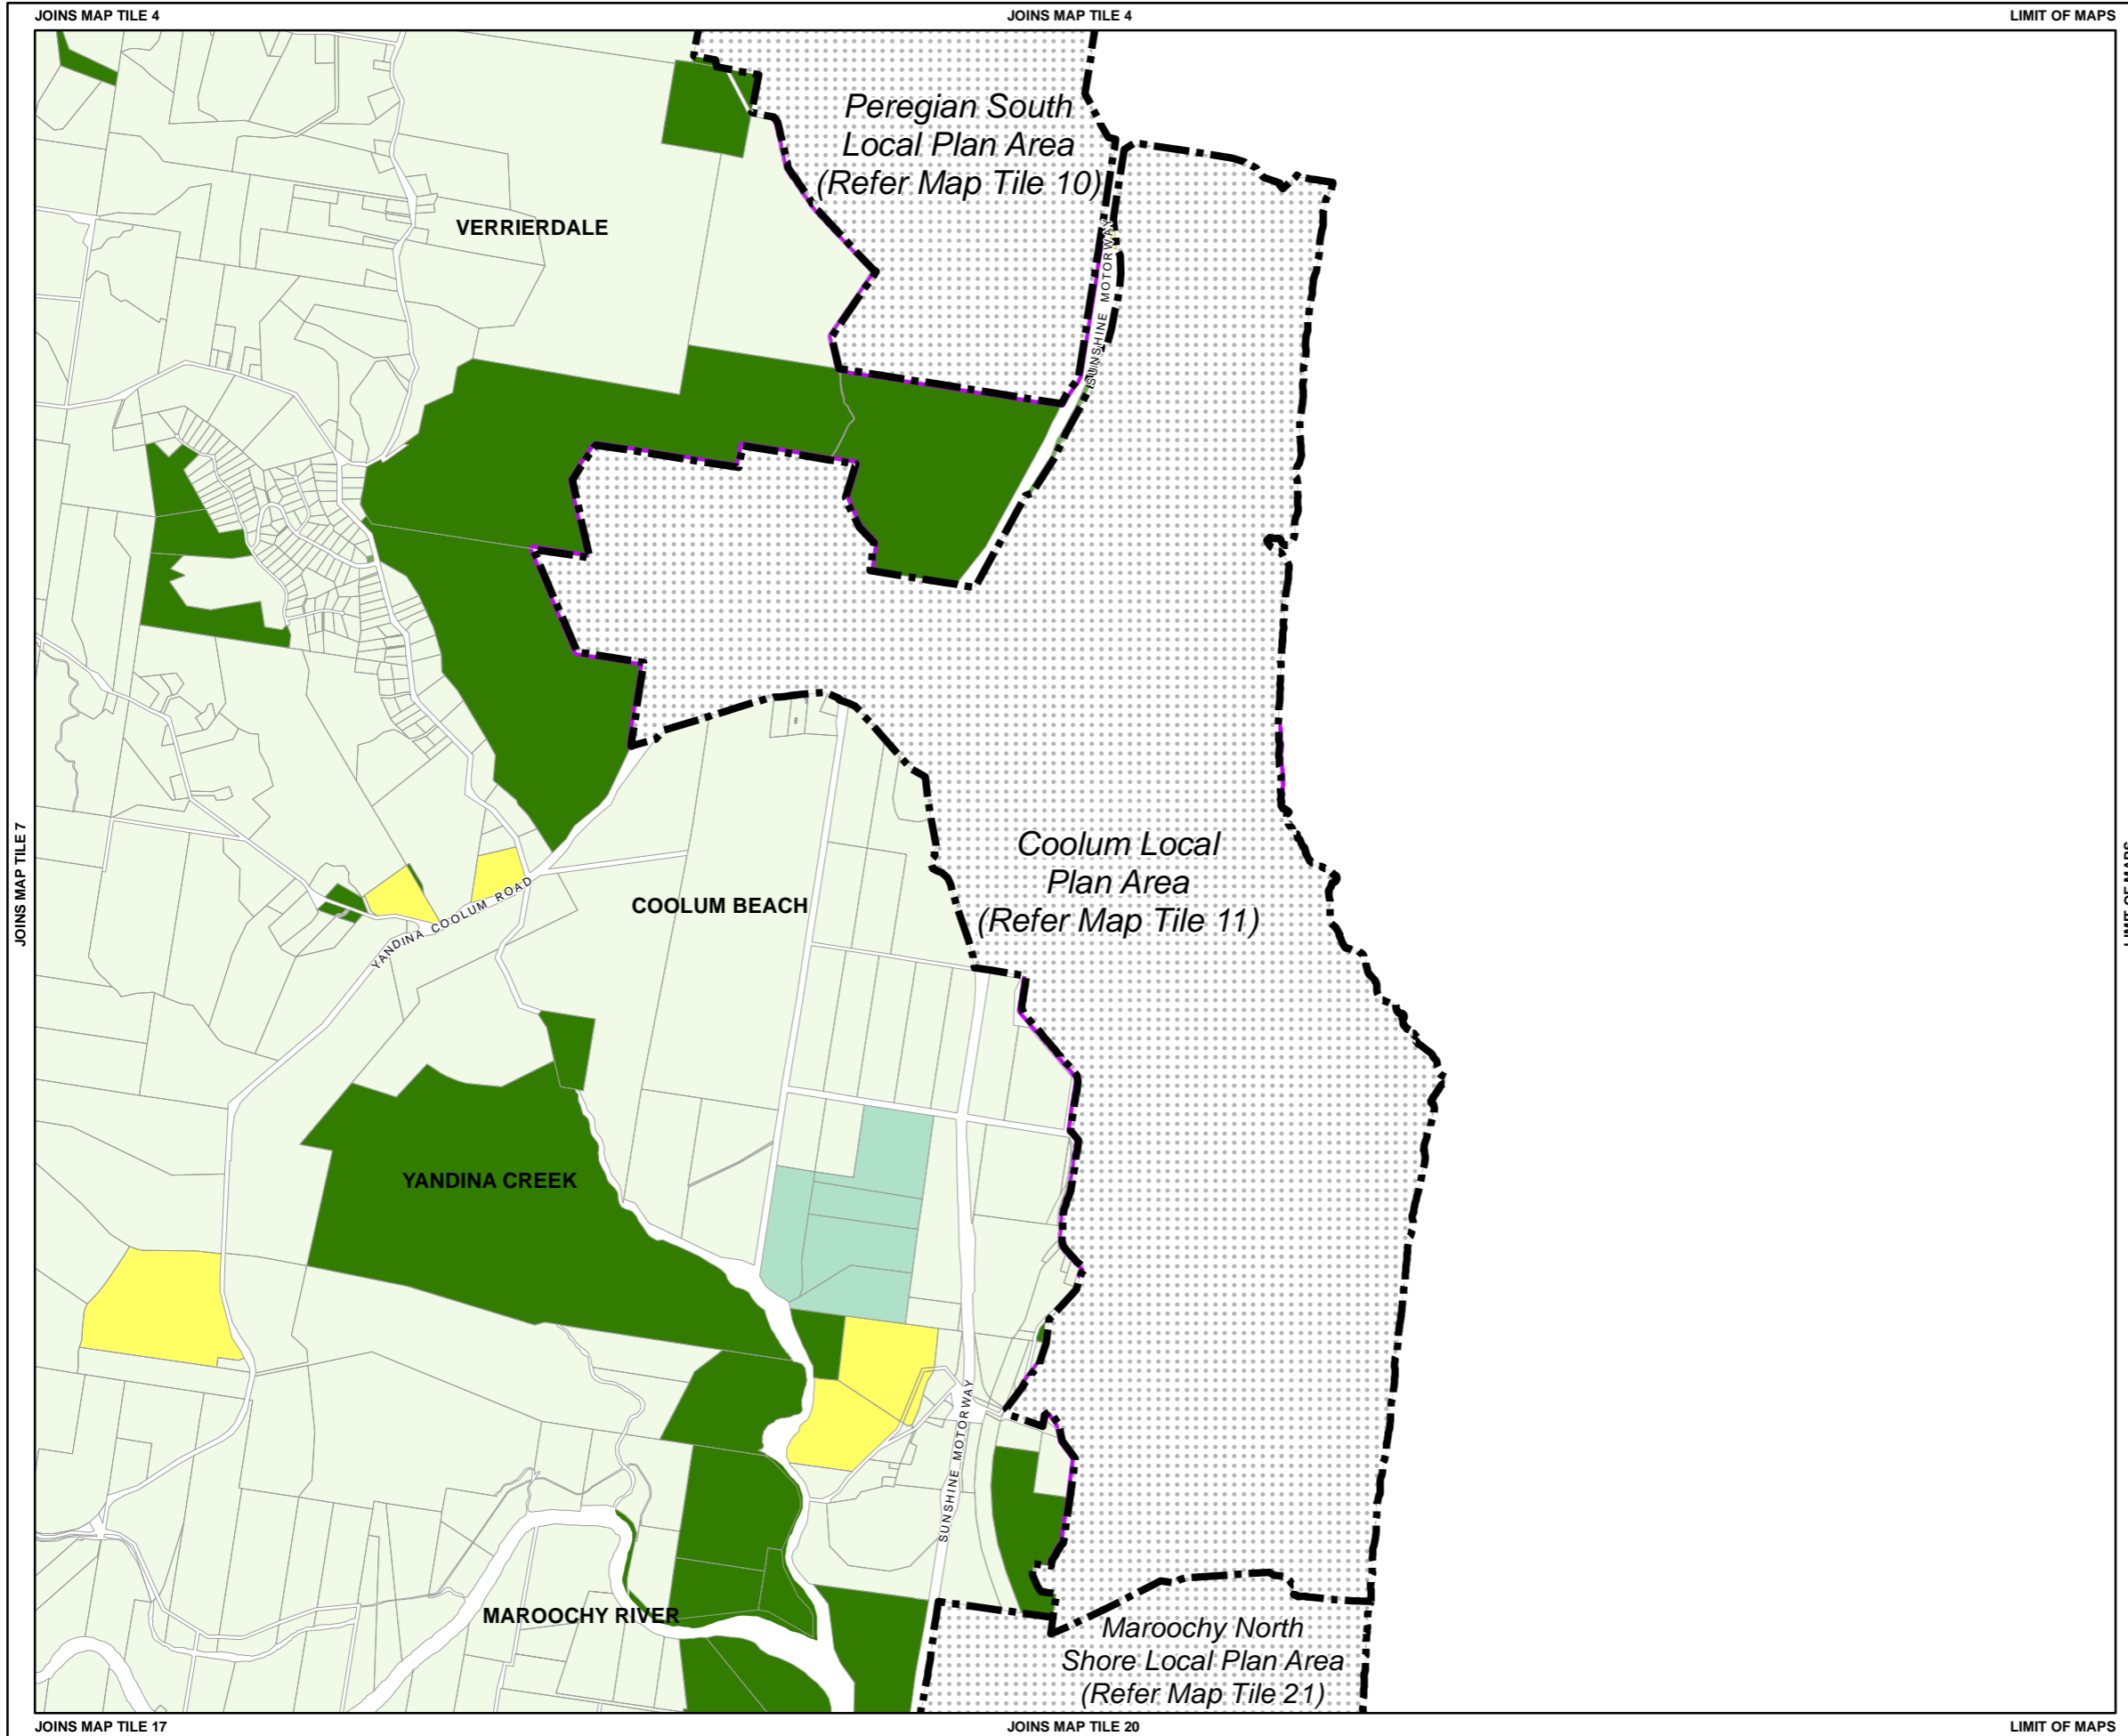 JOINS MAP TILE 4
JOINS MAP TILE 4
LIMIT OF MAPS
Peregian South
Local Plan Area
(Refer Map Tile 10)
VERRIERDALE
SUNSHINE MOTORWAY
JOINS MAP TILE 7
LIMIT OF MAPS
Coolum Local
Plan Area
(Refer Map Tile 11)
COOLUM BEACH
YANDINA COOLUM ROAD
YANDINA CREEK
SUNSHINE MOTORWAY
MAROOCHY RIVER
Maroochy North
Shore Local Plan Area
(Refer Map Tile 21)
JOINS MAP TILE 17
JOINS MAP TILE 20
LIMIT OF MAPS